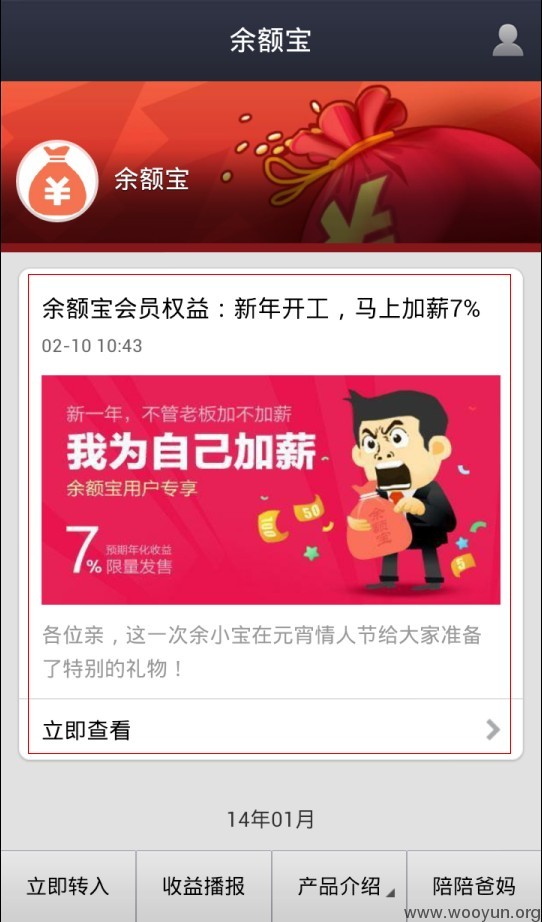 余额宝
余额宝
余额宝会员权益：新年开工，马上加薪7%
02-10 10:43
新一年，不管老板加不加薪
我为自己加薪
余额宝用户专享
7%
预期年化收益
限量发售
余额宝
100
50
5
各位亲，这一次余小宝在元宵情人节给大家准备
了特别的礼物！
立即查看
14年01月
立即转入
收益播报
产品介绍
陪陪爸妈
www.wooyun.org